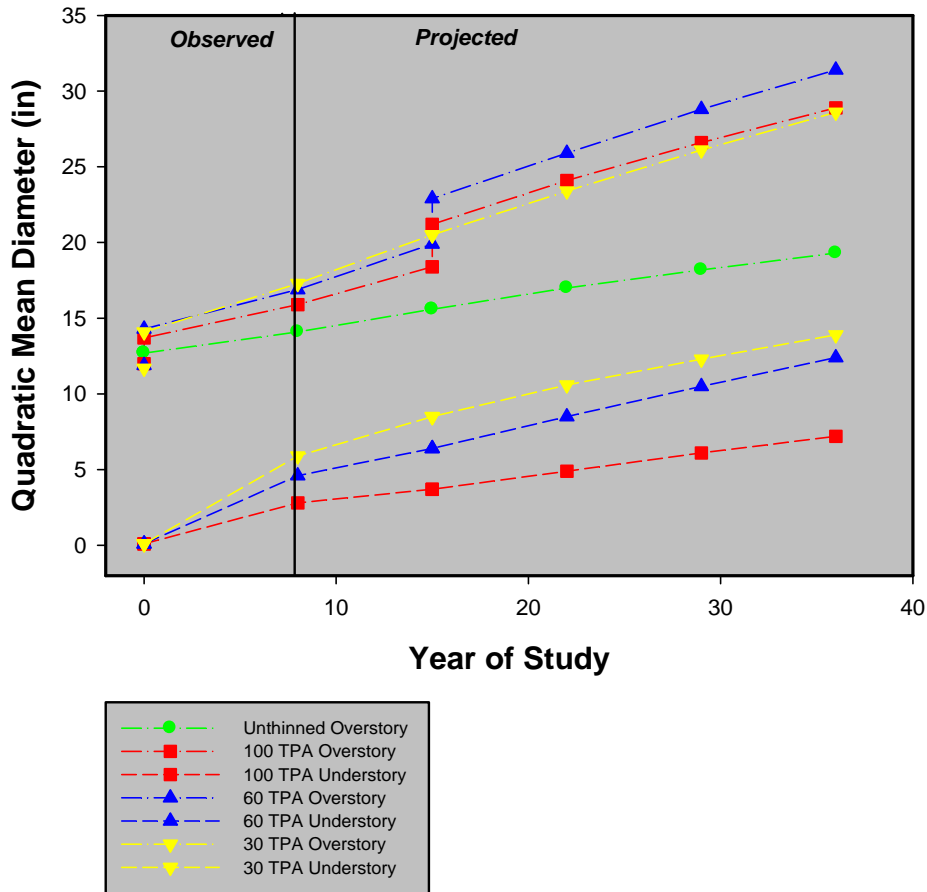 35
30
25
20
15
10
5
0
Quadratic Mean Diameter (in)
Observed
Projected
0 10 20 30 40
Year of Study
Unthinned Overstory
100 TPA Overstory
100 TPA Understory
60 TPA Overstory
60 TPA Understory
30 TPA Overstory
30 TPA Understory